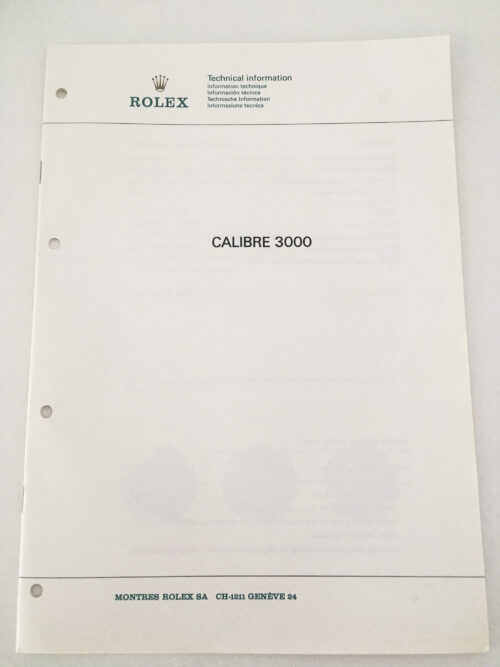 ROLEX
Technical information
Information technique
Información técnica
Technische Information
Informazione tecnica
CALIBRE 3000
MONTRES ROLEX SA CH-1211 GENÈVE 24